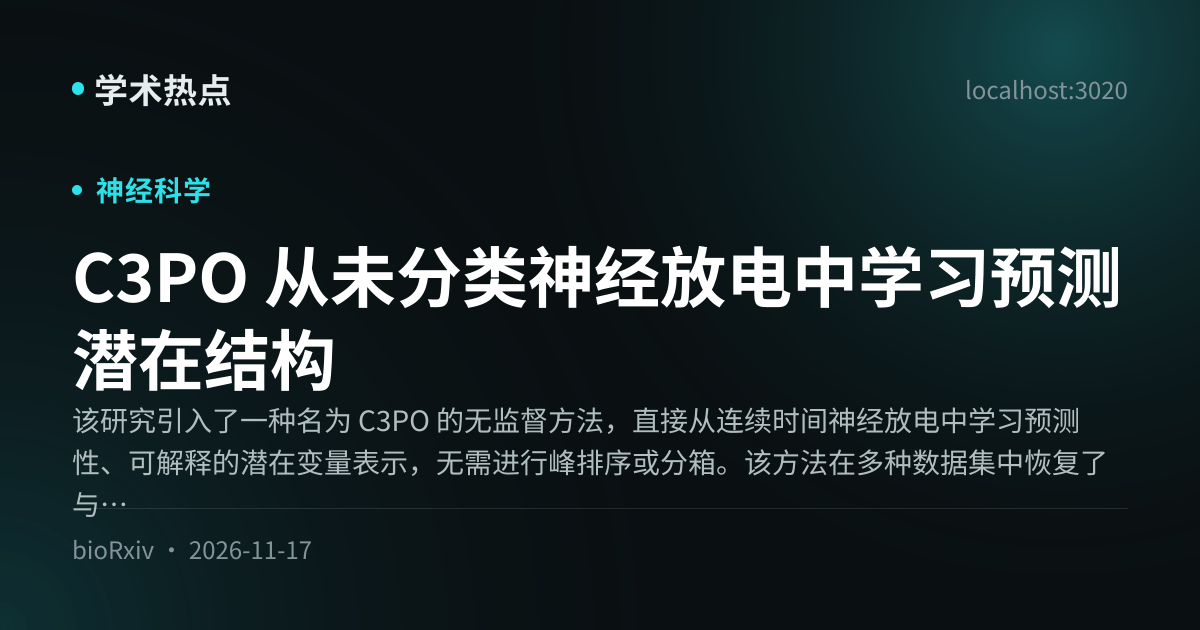 学术热点
localhost:3020
神经科学
C3PO 从未分类神经放电中学习预测
潜在结构
该研究引入了一种名为 C3PO 的无监督方法，直接从连续时间神经放电中学习预测
性、可解释的潜在变量表示，无需进行峰排序或分箱。该方法在多种数据集中恢复了
与…
bioRxiv • 2026-11-17